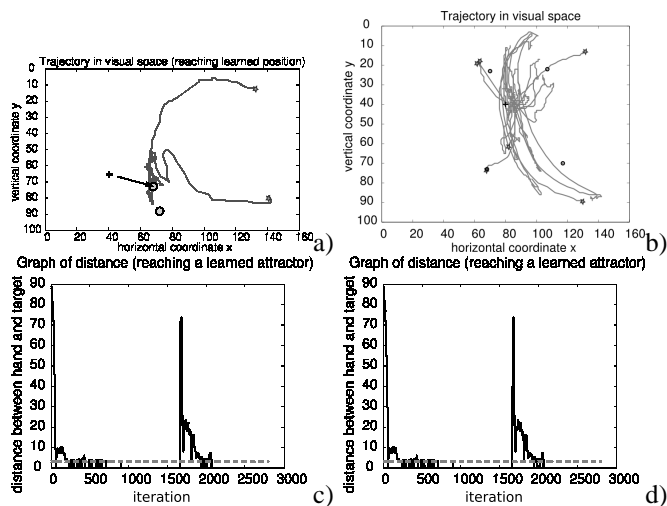 Trajectory in visual space (reaching learned position)
vertical coordinate y
0
10
20
30
40
50
60
70
80
90
100
0 20 40 60 80 100 120 140 160
horizontal coordinate x
a)
Trajectory in visual space
vertical coordinate y
0
10
20
30
40
50
60
70
80
90
100
0 20 40 60 80 100 120 140 160
horizontal coordinate x
b)
Graph of distance (reaching a learned attractor)
distance between hand and target
90
80
70
60
50
40
30
20
10
0
0 500 1000 1500 2000 2500 3000
iteration
c)
Graph of distance (reaching a learned attractor)
distance between hand and target
90
80
70
60
50
40
30
20
10
0
0 500 1000 1500 2000 2500 3000
iteration
d)